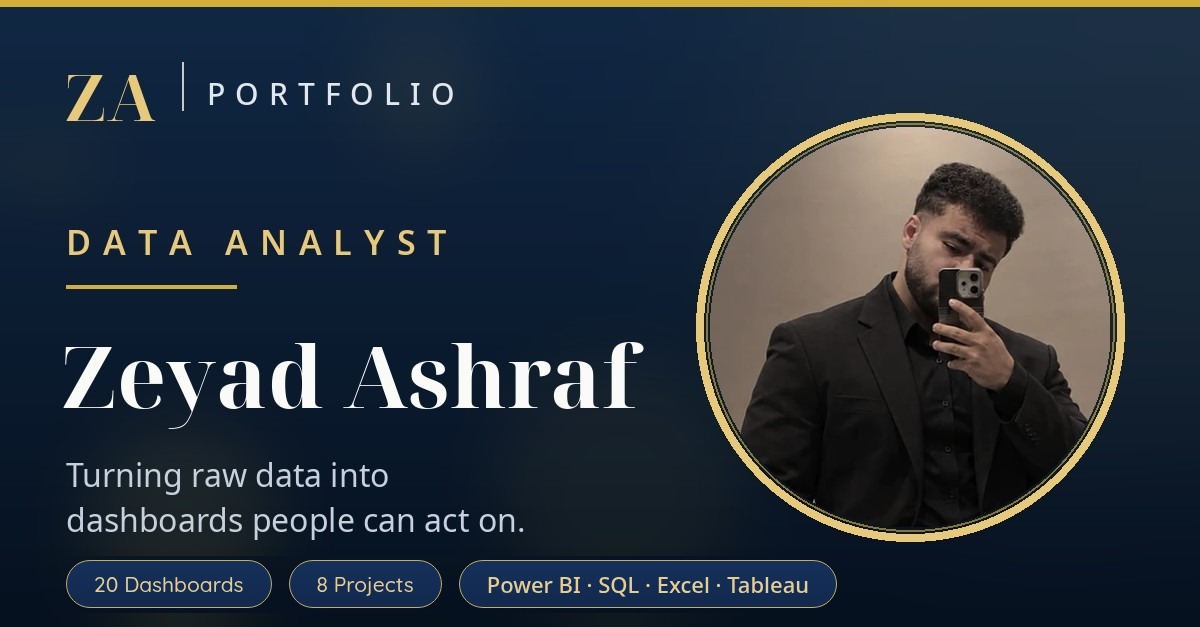 ZA PORTFOLIO
DATA ANALYST
Zeyad Ashraf
Turning raw data into
dashboards people can act on.
20 Dashboards 8 Projects Power BI · SQL · Excel · Tableau